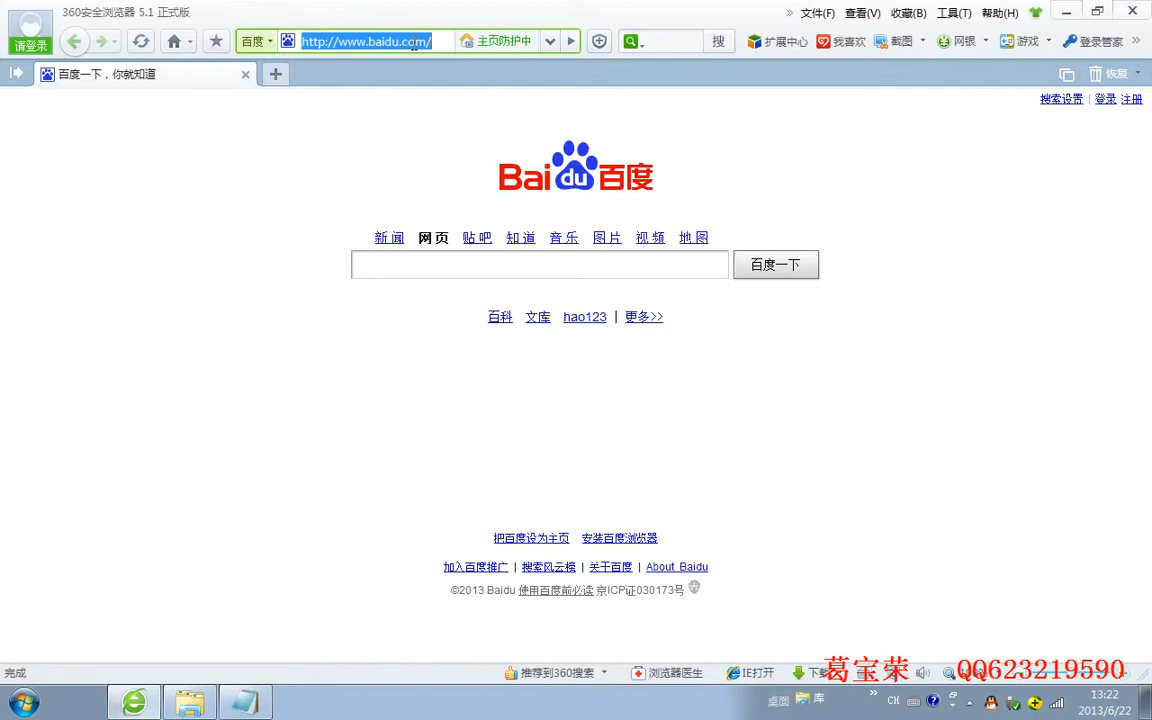 360安全浏览器 5.1 正式版
» 文件(F) 查看(V) 收藏(B) 工具(T) 帮助(H)
请登录
百度 http://www.baidu.com/ 主页防护中 搜 扩展中心 我喜欢 截图 网银 游戏 登录管家 »
百度一下，你就知道 恢复
搜索设置 | 登录 注册
Bai du 百度
新闻 网页 贴吧 知道 音乐 图片 视频 地图
百度一下
百科 文库 hao123 | 更多>>
把百度设为主页 安装百度浏览器
加入百度推广 | 搜索风云榜 | 关于百度 | About Baidu
©2013 Baidu 使用百度前必读 京ICP证030173号
完成 推荐到360搜索 浏览器医生 IE打开 下载
葛宝荣 QQ623219590
桌面 库 » CH 13:22
2013/6/22